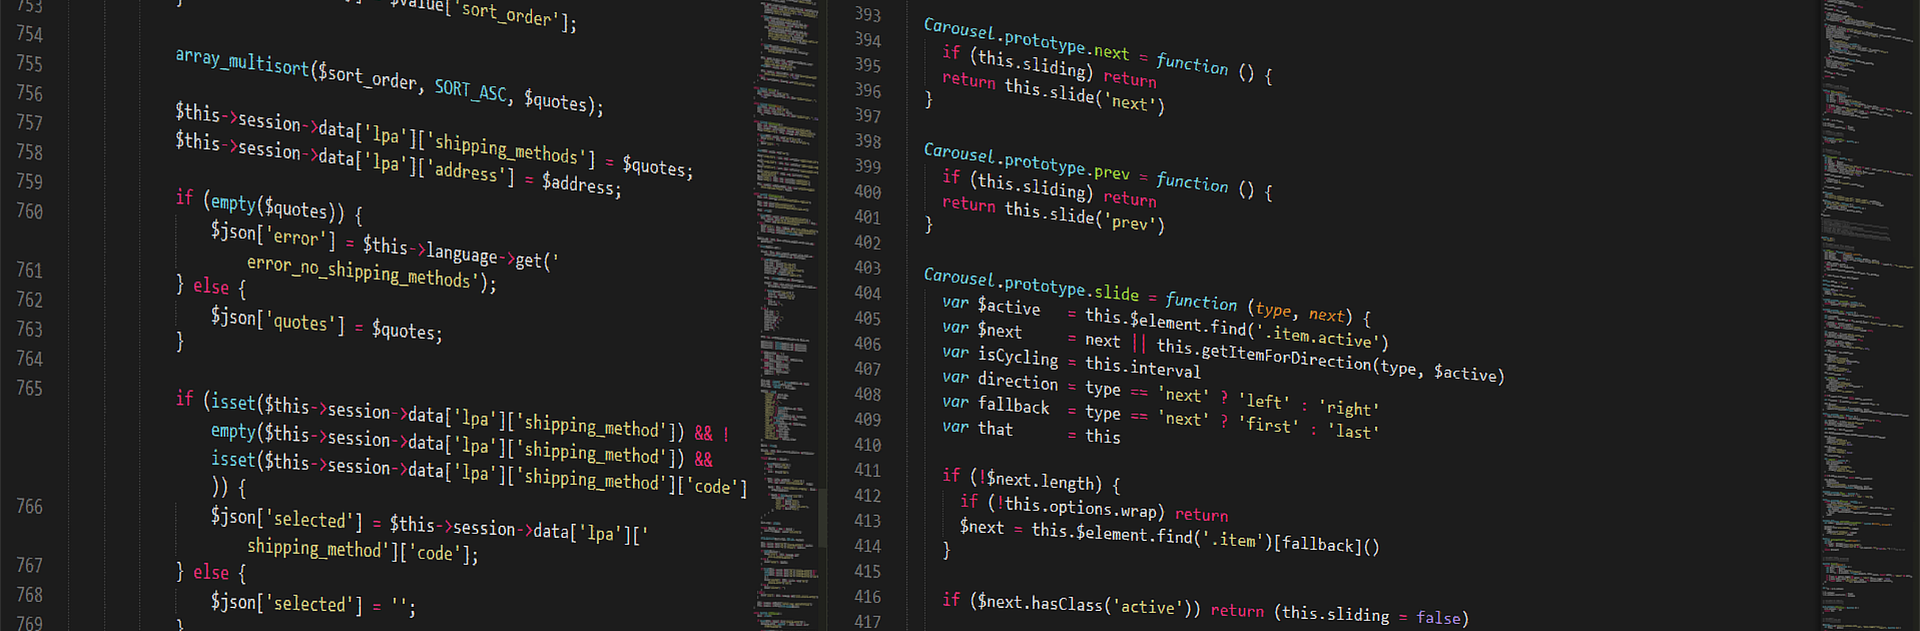 753
$value['sort_order'];
754
}
755
array_multisort($sort_order, SORT_ASC, $quotes);
756
757
$this->session->data['lpa']['shipping_methods'] = $quotes;
758
$this->session->data['lpa']['address'] = $address;
759
760
if (empty($quotes)) {
$json['error'] = $this->language->get('
error_no_shipping_methods');
761
} else {
762
$json['quotes'] = $quotes;
763
}
764
765
if (isset($this->session->data['lpa']['shipping_method']) && !
empty($this->session->data['lpa']['shipping_method']) &&
isset($this->session->data['lpa']['shipping_method']['code']
)) {
766
$json['selected'] = $this->session->data['lpa']['
shipping_method']['code'];
767
} else {
768
$json['selected'] = '';
769
}
393
394
Carousel.prototype.next = function () {
395
if (this.sliding) return
396
return this.slide('next')
397
}
398
399
Carousel.prototype.prev = function () {
400
if (this.sliding) return
401
return this.slide('prev')
402
}
403
404
Carousel.prototype.slide = function (type, next) {
405
var $active = this.$element.find('.item.active')
406
var $next = next || this.getItemForDirection(type, $active)
407
var isCycling = this.interval
408
var direction = type == 'next' ? 'left' : 'right'
409
var fallback = type == 'next' ? 'first' : 'last'
410
var that = this
411
412
if (!$next.length) {
413
if (!this.options.wrap) return
414
$next = this.$element.find('.item')[fallback]()
415
}
416
417
if ($next.hasClass('active')) return (this.sliding = false)